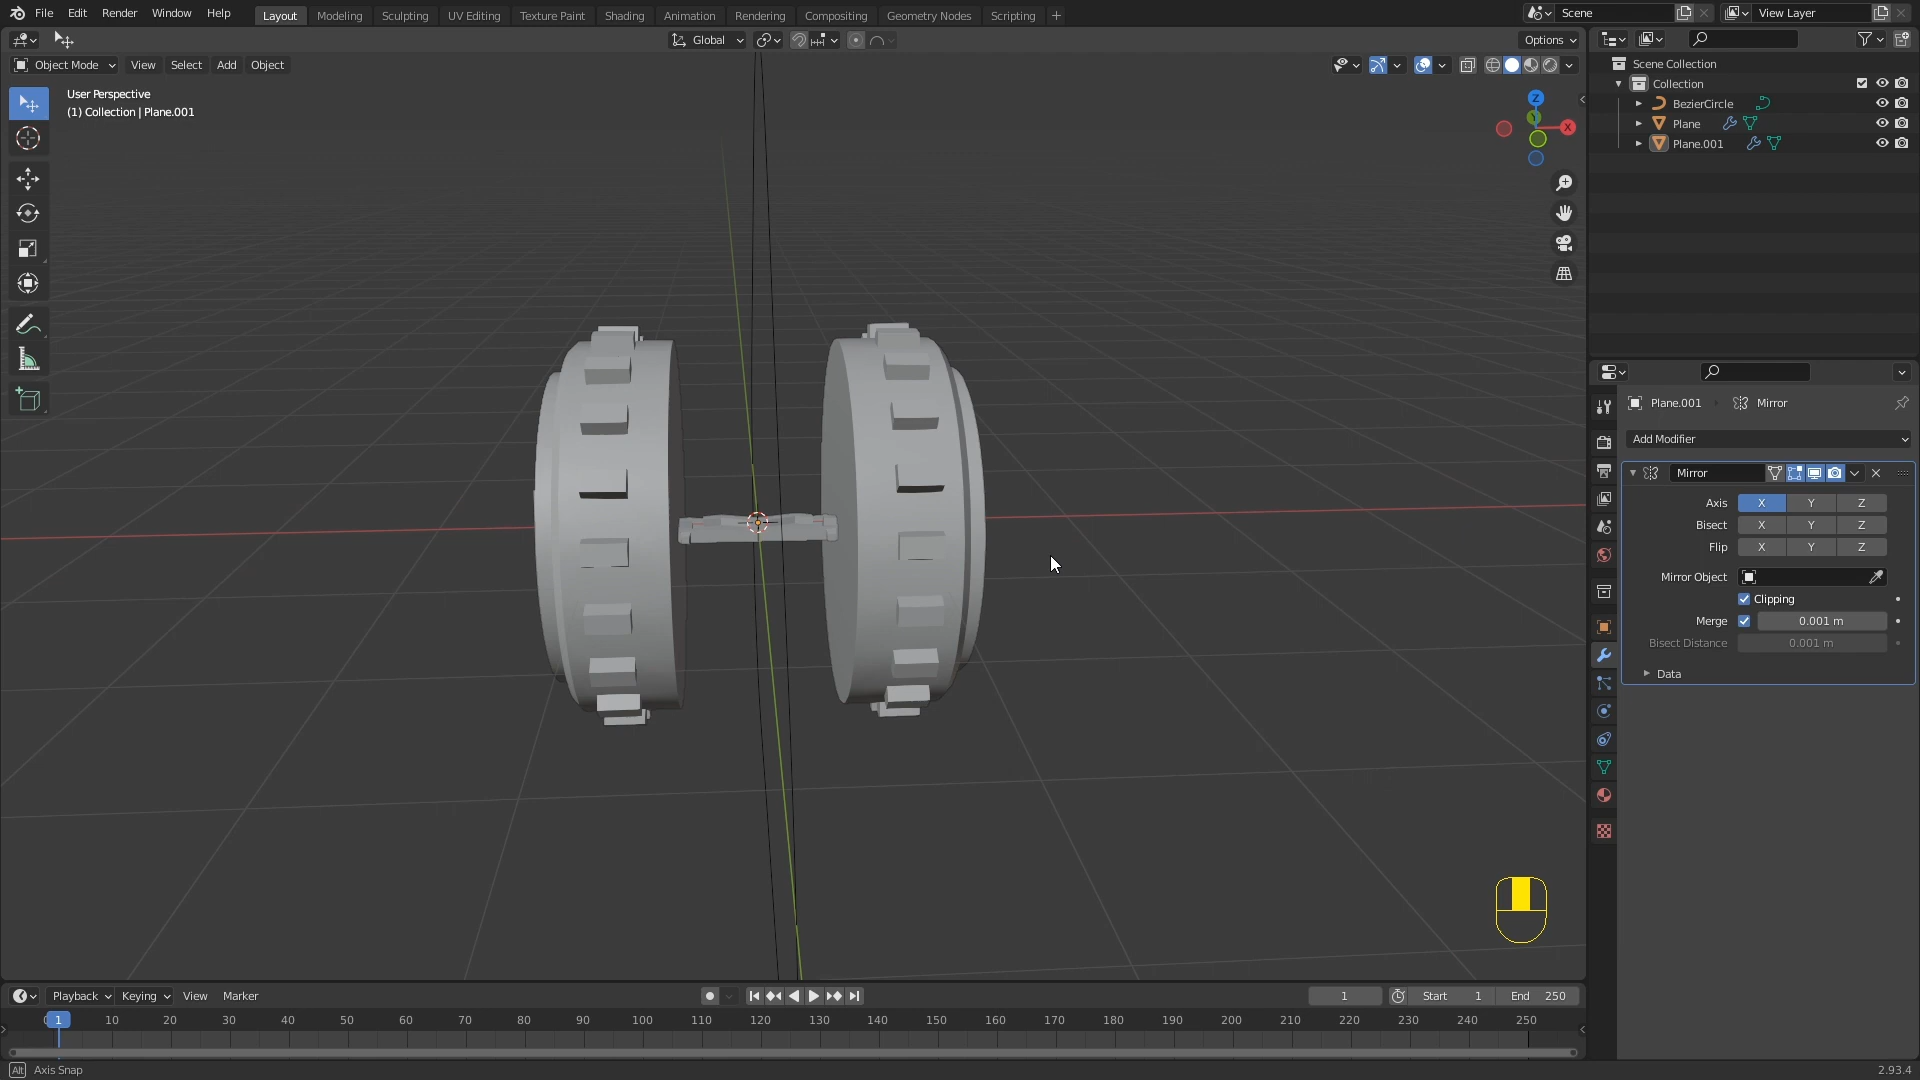 File Edit Render Window Help Layout Modeling Sculpting UV Editing Texture Paint Shading Animation Rendering Compositing Geometry Nodes Scripting + Scene View Layer
Global Options
Object Mode View Select Add Object
User Perspective
(1) Collection | Plane.001
Z
Y
X
Scene Collection
Collection
BezierCircle
Plane
Plane.001
Plane.001 Mirror
Add Modifier
Mirror
Axis X Y Z
Bisect X Y Z
Flip X Y Z
Mirror Object
Clipping
Merge 0.001 m
Bisect Distance 0.001 m
Data
Playback Keying View Marker 1 Start 1 End 250
1 10 20 30 40 50 60 70 80 90 100 110 120 130 140 150 160 170 180 190 200 210 220 230 240 250
Alt Axis Snap 2.93.4